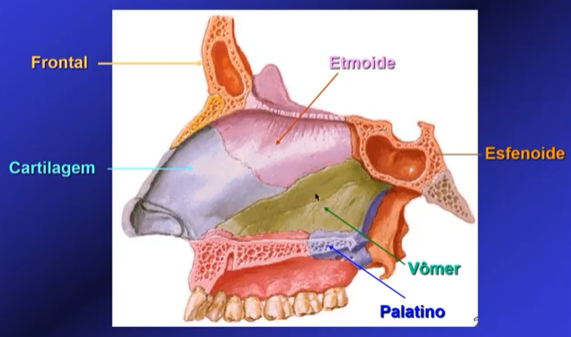 Frontal
Etmoide
Cartilagem
Esfenoide
Vômer
Palatino